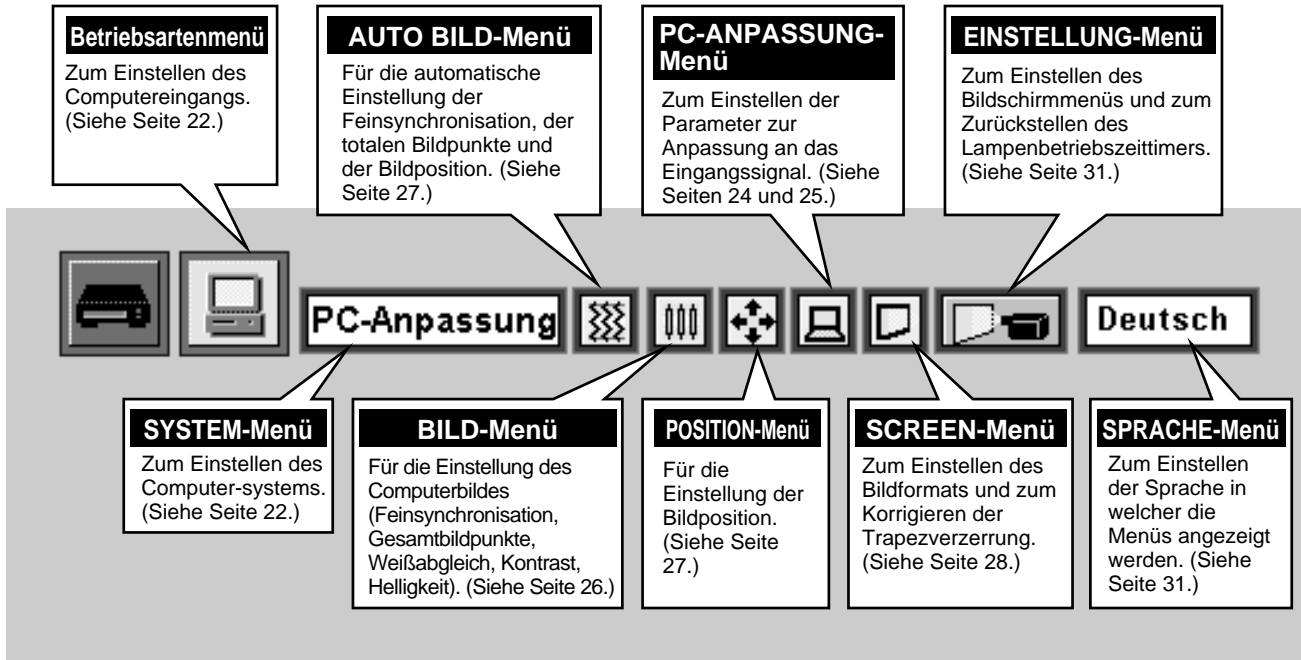 Betriebsartenmenü
Zum Einstellen des
Computereingangs.
(Siehe Seite 22.)
AUTO BILD-Menü
Für die automatische
Einstellung der
Feinsynchronisation, der
totalen Bildpunkte und
der Bildposition. (Siehe
Seite 27.)
PC-ANPASSUNG-
Menü
Zum Einstellen der
Parameter zur
Anpassung an das
Eingangssignal. (Siehe
Seiten 24 und 25.)
EINSTELLUNG-Menü
Zum Einstellen des
Bildschirmmenüs und zum
Zurückstellen des
Lampenbetriebszeittimers.
(Siehe Seite 31.)
PC-Anpassung
Deutsch
SYSTEM-Menü
Zum Einstellen des
Computer-systems.
(Siehe Seite 22.)
BILD-Menü
Für die Einstellung des
Computerbildes
(Feinsynchronisation,
Gesamtbildpunkte,
Weißabgleich, Kontrast,
Helligkeit). (Siehe Seite 26.)
POSITION-Menü
Für die
Einstellung der
Bildposition.
(Siehe Seite
27.)
SCREEN-Menü
Zum Einstellen des
Bildformats und zum
Korrigieren der
Trapezverzerrung.
(Siehe Seite 28.)
SPRACHE-Menü
Zum Einstellen
der Sprache in
welcher die
Menüs angezeigt
werden. (Siehe
Seite 31.)